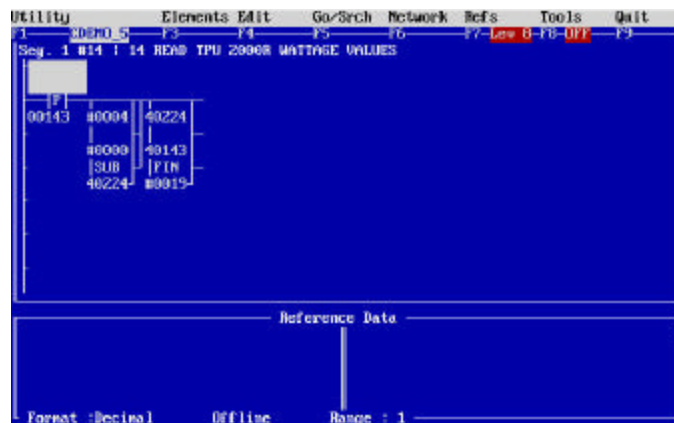 Utility Elements Edit Go/Srch Network Refs Tools Quit
F1 EDEMO_5 F3 F4 F5 F6 F7-Lev 8-F8-OFF F9
Seg. 1 #14 : 14 READ TPU 2000R WATTAGE VALUES
P
00143 #0004 40224
#0000 40143
SUB FIN
40224 #0019
Reference Data
Format :Decimal Offline Range : 1